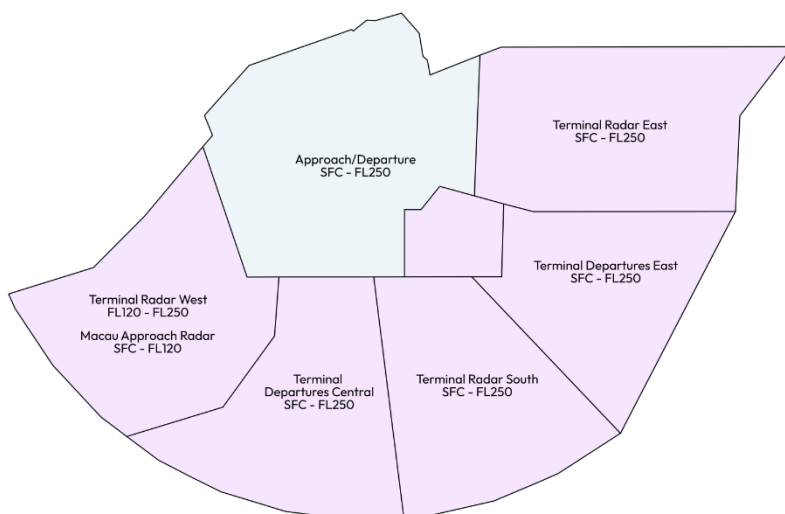 Terminal Radar East
SFC - FL250
Approach/Departure
SFC - FL250
Terminal Departures East
SFC - FL250
Terminal Radar West
FL120 - FL250
Macau Approach Radar
SFC - FL120
Terminal
Departures Central
SFC - FL250
Terminal Radar South
SFC - FL250